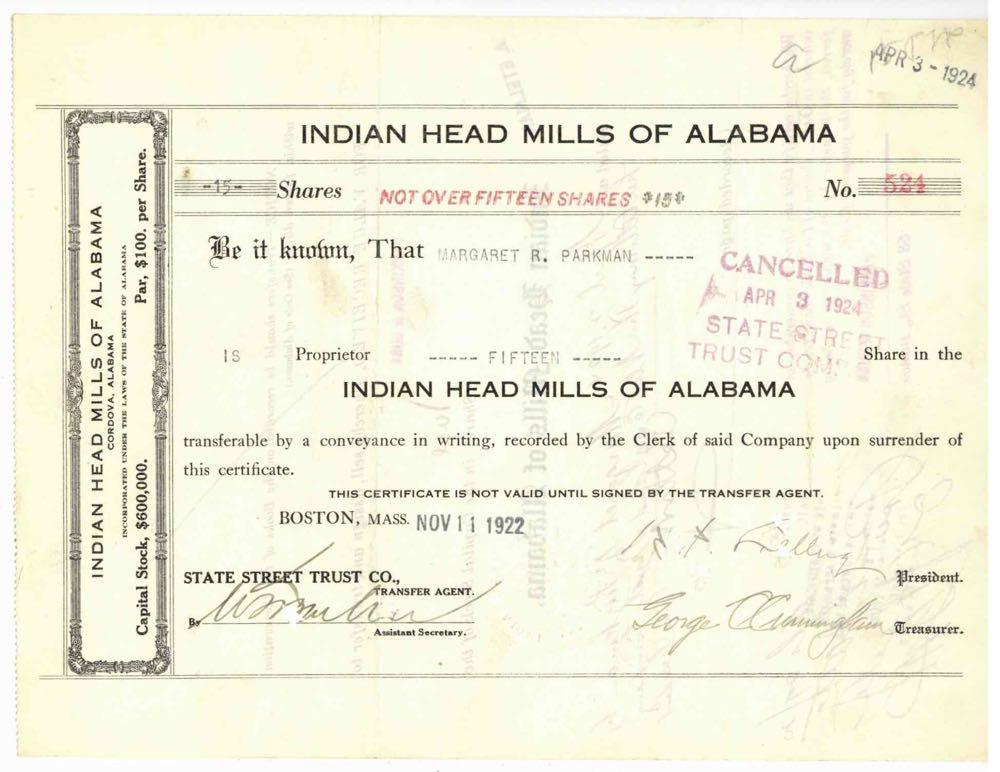 APR 3 - 1924
INDIAN HEAD MILLS OF ALABAMA
-15- Shares NOT OVER FIFTEEN SHARES *15* No. 524
Be it known, That MARGARET R. PARKMAN -----
CANCELLED
APR 3 1924
STATE STREET
TRUST COMP
IS Proprietor ----- FIFTEEN ----- Share in the
INDIAN HEAD MILLS OF ALABAMA
transferable by a conveyance in writing, recorded by the Clerk of said Company upon surrender of
this certificate.
THIS CERTIFICATE IS NOT VALID UNTIL SIGNED BY THE TRANSFER AGENT.
BOSTON, MASS. NOV 11 1922
President.
STATE STREET TRUST CO.,
TRANSFER AGENT.
By
Assistant Secretary.
George Cunningham Treasurer.
INDIAN HEAD MILLS OF ALABAMA
CORDOVA, ALABAMA
INCORPORATED UNDER THE LAWS OF THE STATE OF ALABAMA
Capital Stock, $600,000. Par, $100. per Share.